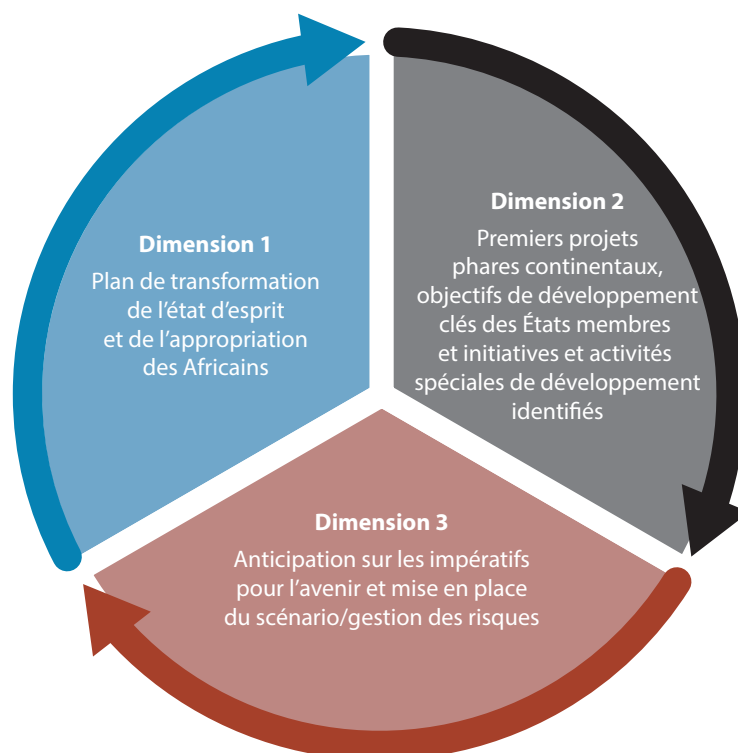 Dimension 1
Plan de transformation
de l’état d’esprit
et de l’appropriation
des Africains
Dimension 2
Premiers projets
phares continentaux,
objectifs de développement
clés des États membres
et initiatives et activités
spéciales de développement
identifiés
Dimension 3
Anticipation sur les impératifs
pour l’avenir et mise en place
du scénario/gestion des risques